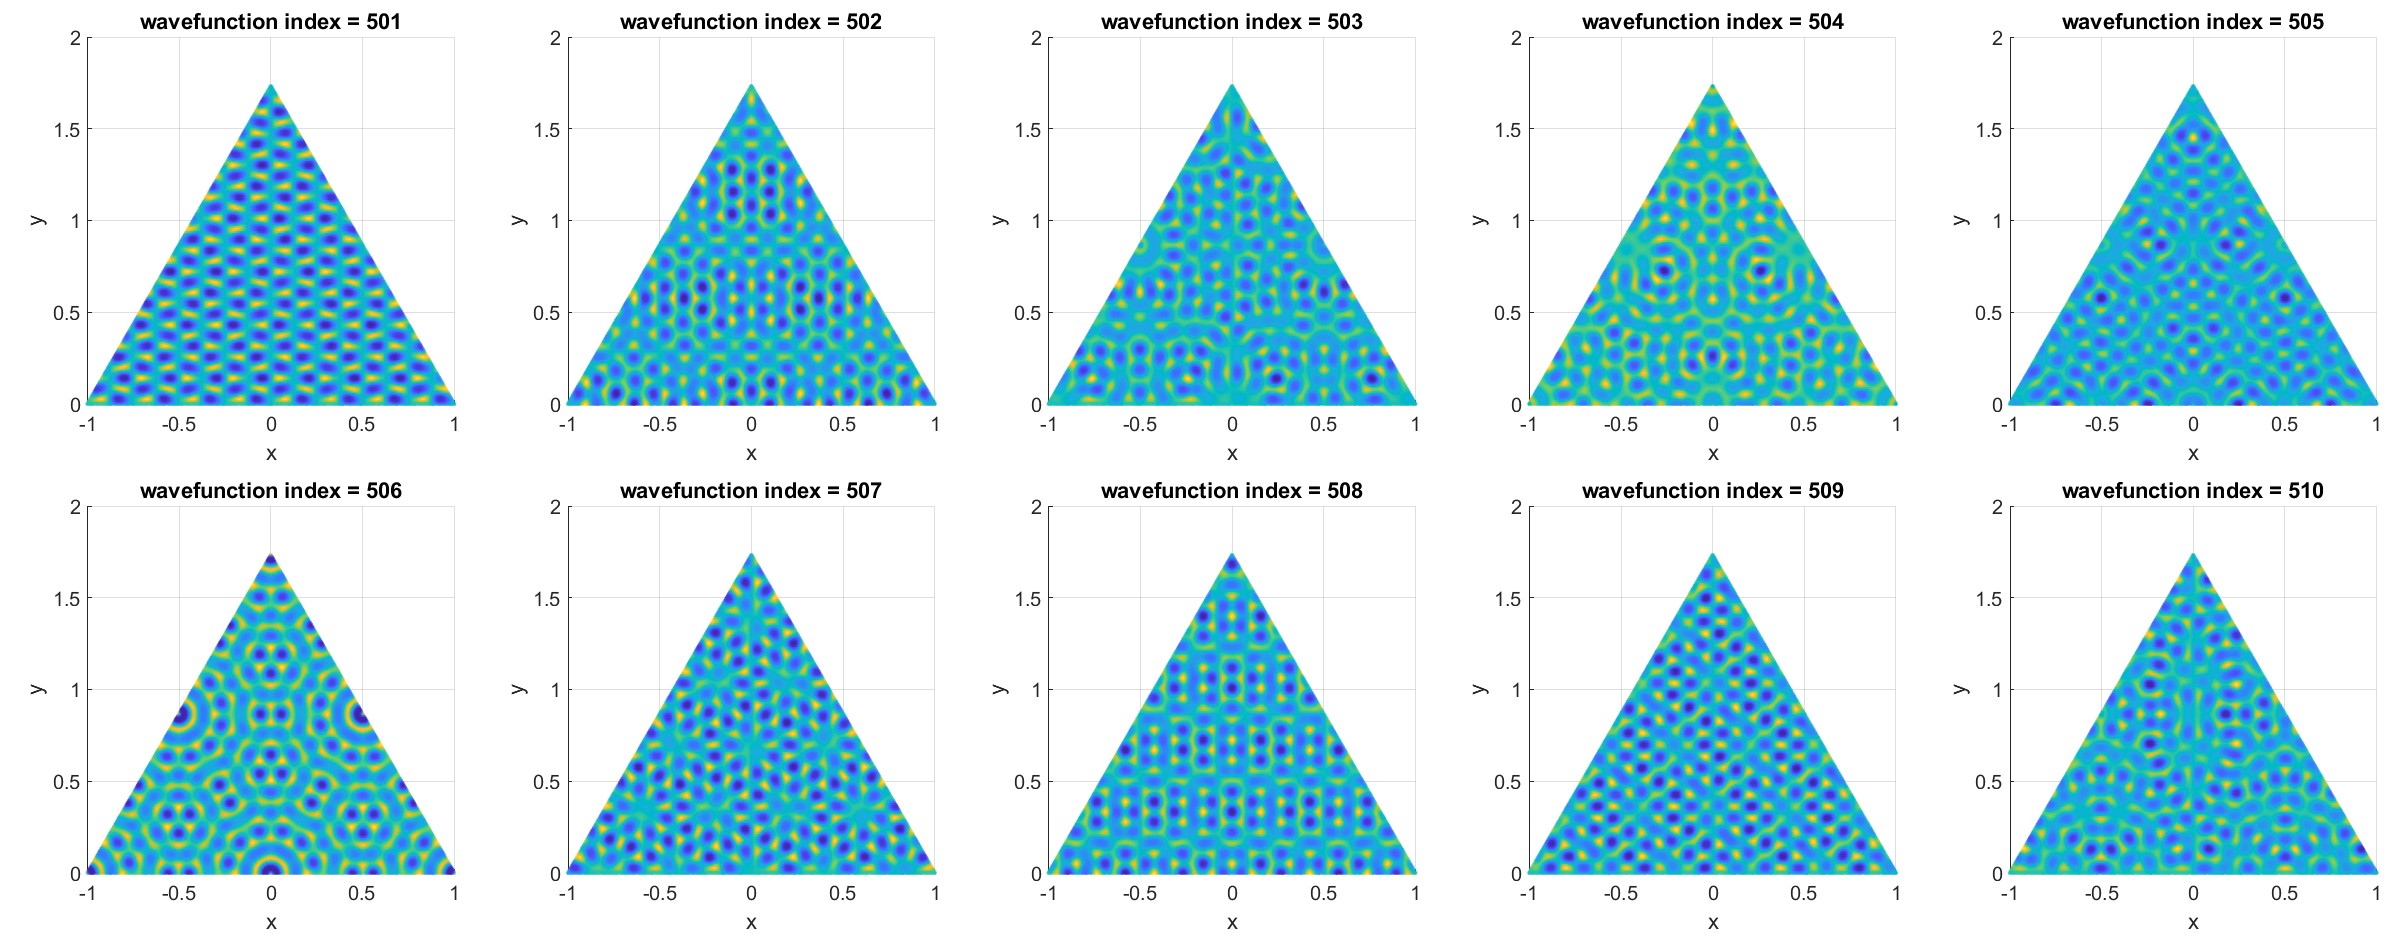 wavefunction index = 501
wavefunction index = 502
wavefunction index = 503
wavefunction index = 504
wavefunction index = 505
2 2 2 2 2
1.5 1.5 1.5 1.5 1.5
y 1 y 1 y 1 y 1 y 1
0.5 0.5 0.5 0.5 0.5
0 0 0 0 0
-1 -0.5 0 0.5 1 -1 -0.5 0 0.5 1 -1 -0.5 0 0.5 1 -1 -0.5 0 0.5 1 -1 -0.5 0 0.5 1
x x x x x
wavefunction index = 506
wavefunction index = 507
wavefunction index = 508
wavefunction index = 509
wavefunction index = 510
2 2 2 2 2
1.5 1.5 1.5 1.5 1.5
y 1 y 1 y 1 y 1 y 1
0.5 0.5 0.5 0.5 0.5
0 0 0 0 0
-1 -0.5 0 0.5 1 -1 -0.5 0 0.5 1 -1 -0.5 0 0.5 1 -1 -0.5 0 0.5 1 -1 -0.5 0 0.5 1
x x x x x